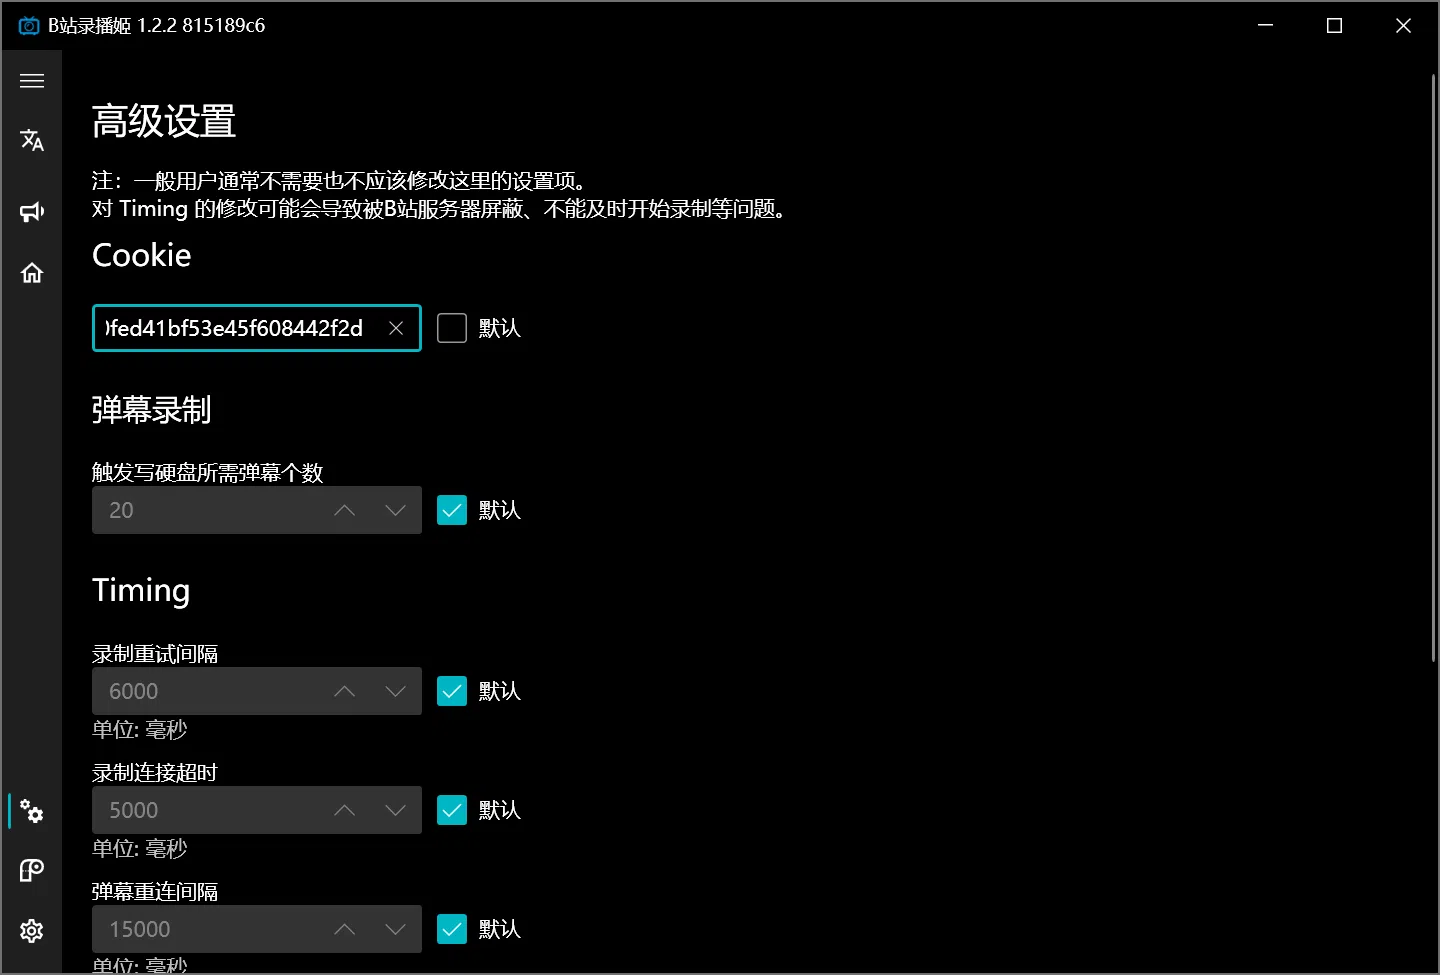 B站录播姬 1.2.2 815189c6
高级设置
注：一般用户通常不需要也不应该修改这里的设置项。
对 Timing 的修改可能会导致被B站服务器屏蔽、不能及时开始录制等问题。
Cookie
fed41bf53e45f608442f2d 默认
弹幕录制
触发写硬盘所需弹幕个数
20 默认
Timing
录制重试间隔
6000 默认
单位: 毫秒
录制连接超时
5000 默认
单位: 毫秒
弹幕重连间隔
15000 默认
单位: 毫秒